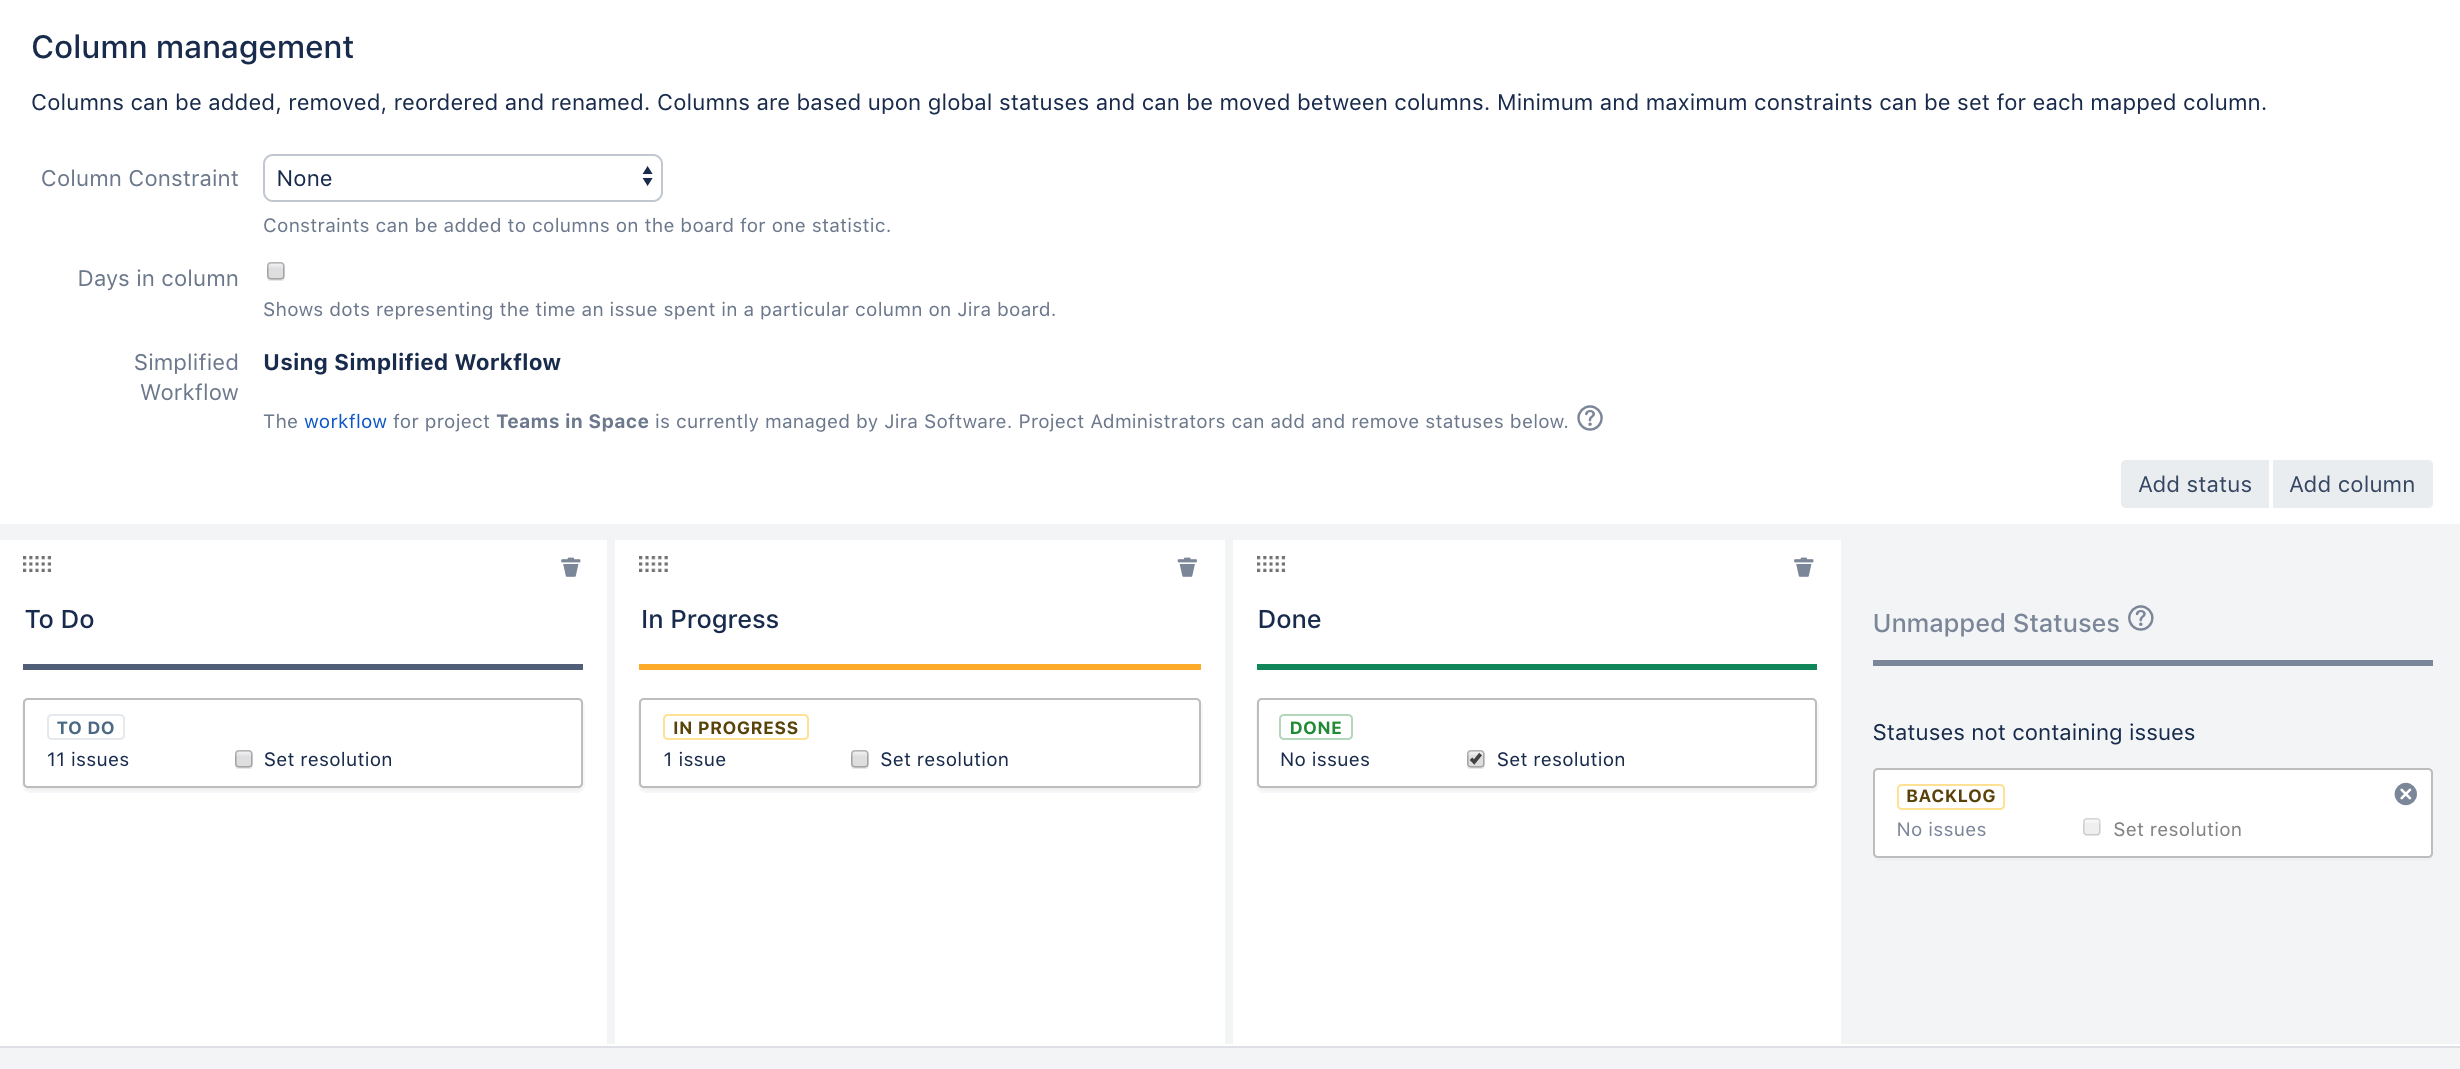 Column management
Columns can be added, removed, reordered and renamed. Columns are based upon global statuses and can be moved between columns. Minimum and maximum constraints can be set for each mapped column.
Column Constraint
None
Constraints can be added to columns on the board for one statistic.
Days in column
Shows dots representing the time an issue spent in a particular column on Jira board.
Simplified
Workflow
Using Simplified Workflow
The workflow for project Teams in Space is currently managed by Jira Software. Project Administrators can add and remove statuses below.
Add status
Add column
To Do
TO DO
11 issues
Set resolution
In Progress
IN PROGRESS
1 issue
Set resolution
Done
DONE
No issues
Set resolution
Unmapped Statuses
Statuses not containing issues
BACKLOG
No issues
Set resolution